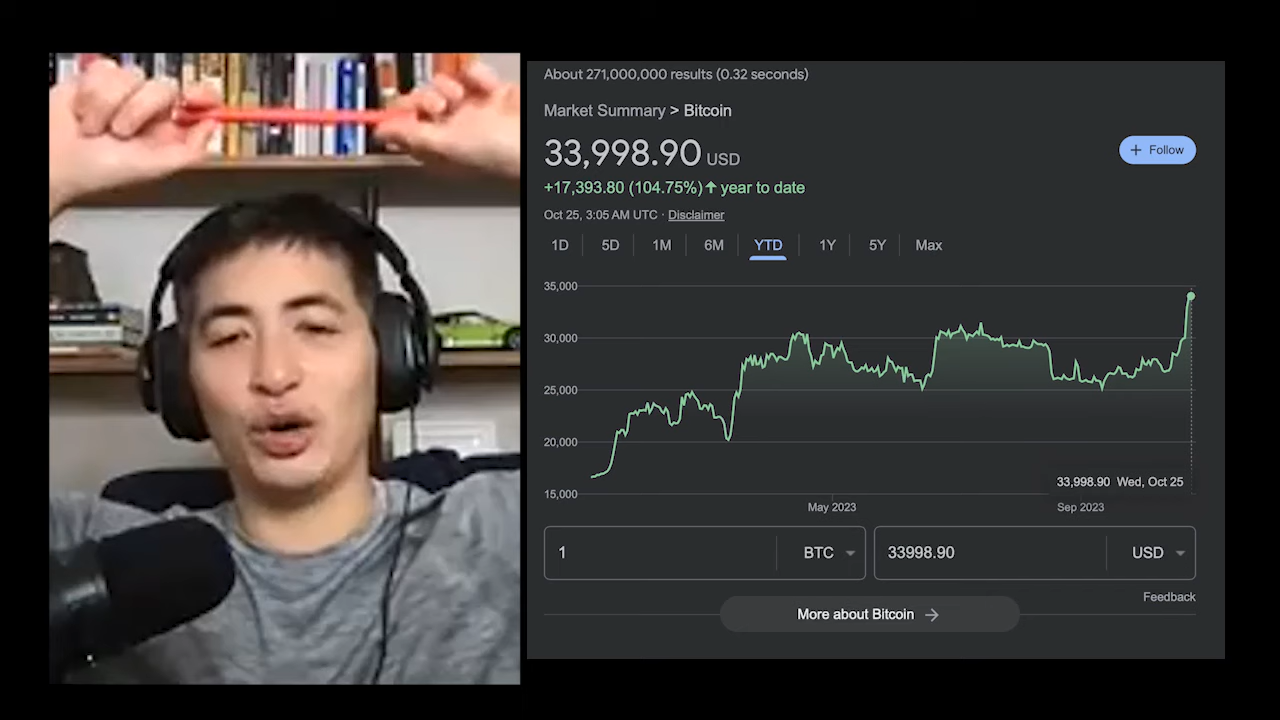 About 271,000,000 results (0.32 seconds)
Market Summary > Bitcoin
33,998.90 USD
+ Follow
+17,393.80 (104.75%)↑ year to date
Oct 25, 3:05 AM UTC · Disclaimer
1D 5D 1M 6M YTD 1Y 5Y Max
35,000
30,000
25,000
20,000
15,000
33,998.90 Wed, Oct 25
May 2023 Sep 2023
1 BTC 33998.90 USD
Feedback
More about Bitcoin →